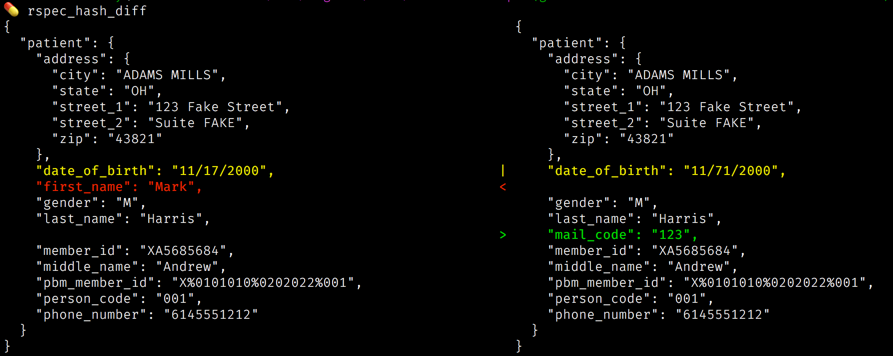 rspec_hash_diff
{ {
"patient": { "patient": {
"address": { "address": {
"city": "ADAMS MILLS", "city": "ADAMS MILLS",
"state": "OH", "state": "OH",
"street_1": "123 Fake Street", "street_1": "123 Fake Street",
"street_2": "Suite FAKE", "street_2": "Suite FAKE",
"zip": "43821" "zip": "43821"
}, },
"date_of_birth": "11/17/2000", | "date_of_birth": "11/71/2000",
"first_name": "Mark", <
"gender": "M", "gender": "M",
"last_name": "Harris", "last_name": "Harris",
> "mail_code": "123",
"member_id": "XA5685684", "member_id": "XA5685684",
"middle_name": "Andrew", "middle_name": "Andrew",
"pbm_member_id": "X%0101010%0202022%001", "pbm_member_id": "X%0101010%0202022%001",
"person_code": "001", "person_code": "001",
"phone_number": "6145551212" "phone_number": "6145551212"
} }
} }